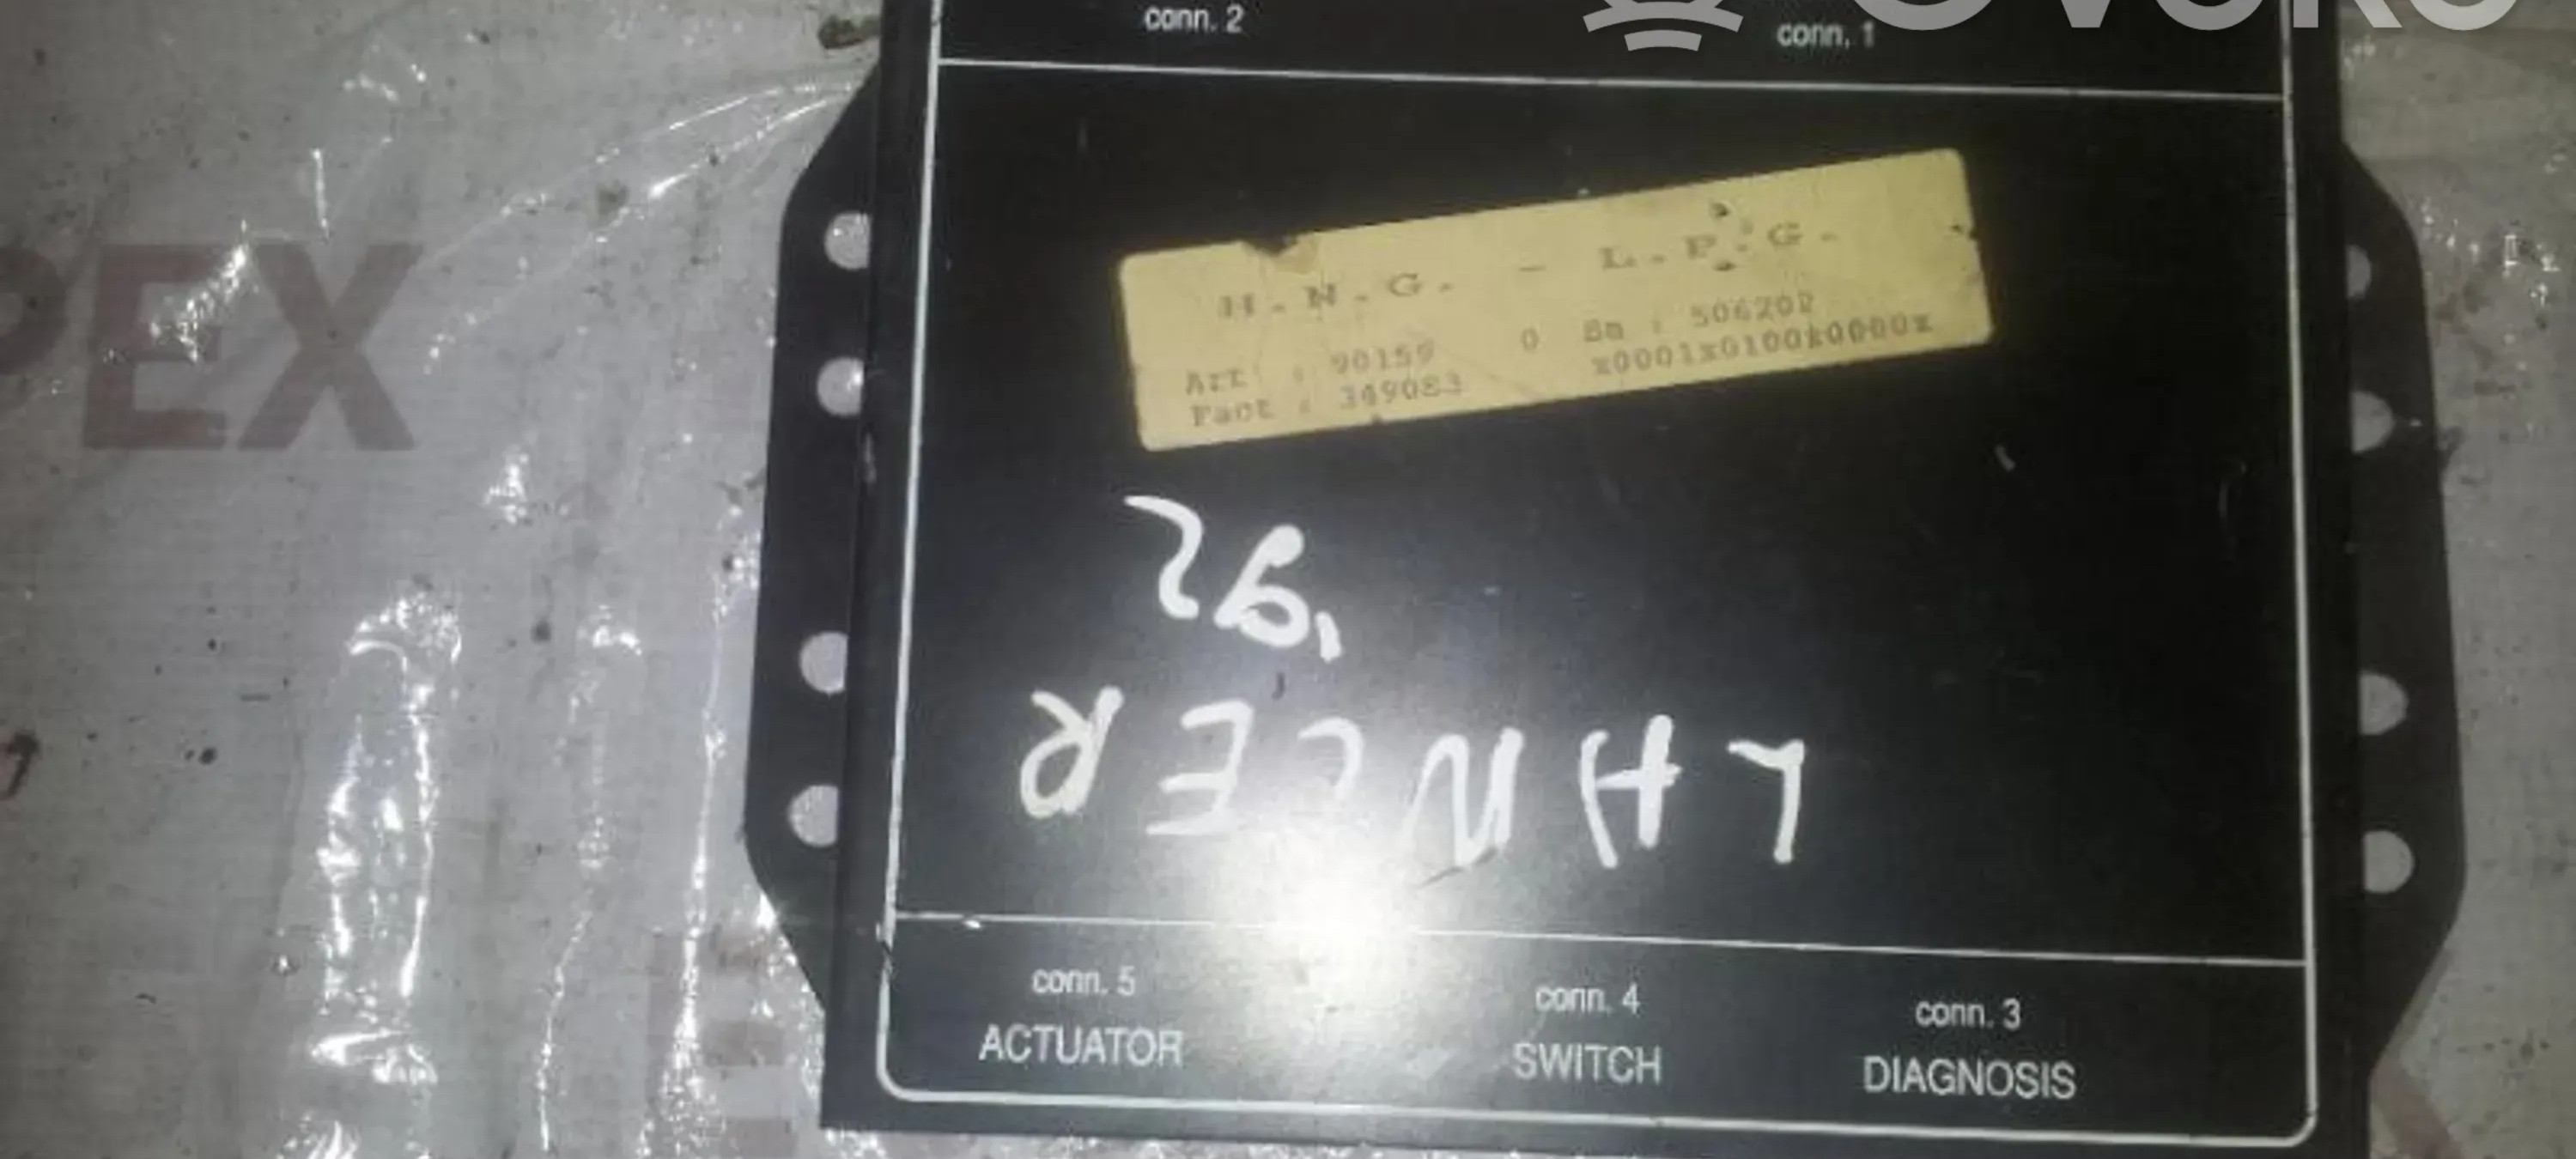 conn. 2
conn. 1
H.N.G. - L.P.G.
Art : 90159 0 Sn : 506202
Fact : 349083 x0001x0100x0000x
LANCER
'92
conn. 5
ACTUATOR
conn. 4
SWITCH
conn. 3
DIAGNOSIS